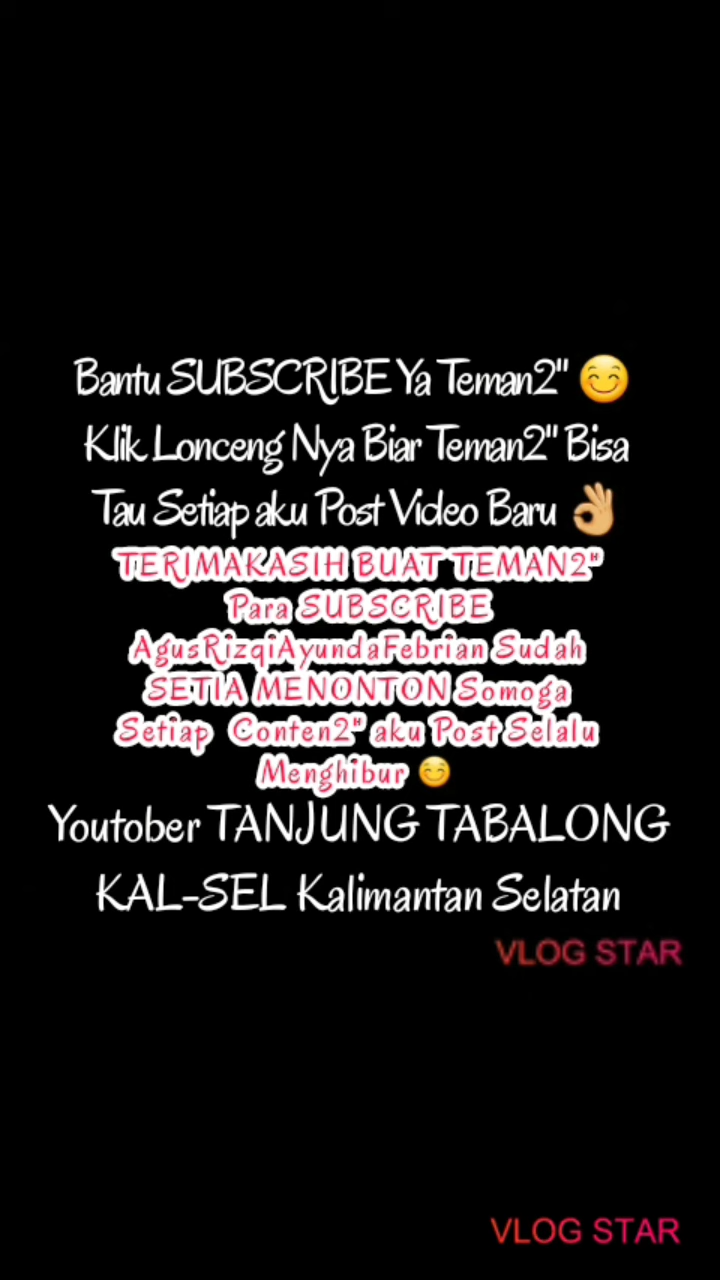 Bantu SUBSCRIBE Ya Teman2" 😊
Klik Lonceng Nya Biar Teman2" Bisa
Tau Setiap aku Post Video Baru 👌🏼
TERIMAKASIH BUAT TEMAN2"
Para SUBSCRIBE
AgusRizqiAyundaFebrian Sudah
SETIA MENONTON Somoga
Setiap Conten2" aku Post Selalu
Menghibur 😊
Youtober TANJUNG TABALONG
KAL-SEL Kalimantan Selatan
VLOG STAR
VLOG STAR